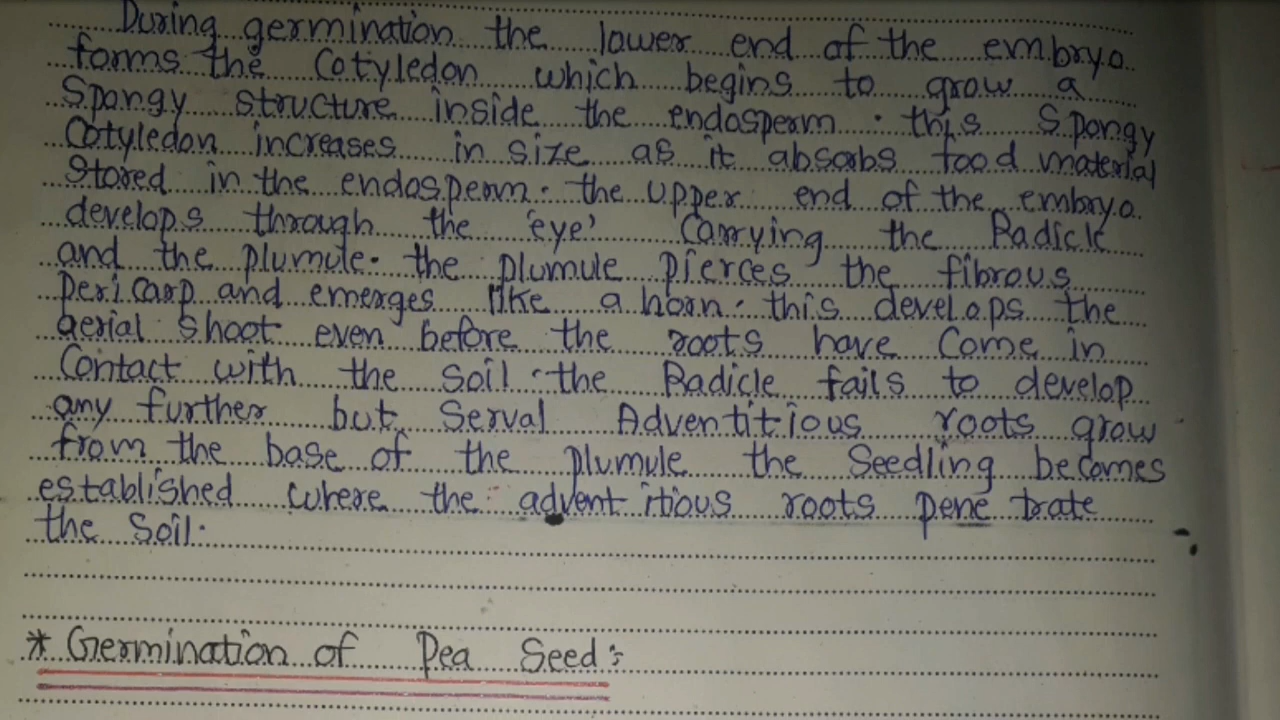 During germination the lower end of the embryo
forms the Cotyledon which begins to grow a
Spongy structure inside the endosperm. this Spongy
Cotyledon increases in size as it absorbs food material
Stored in the endosperm. the upper end of the embryo
develops through the 'eye' Carrying the Radicle
and the plumule. the plumule pierces the fibrous
Pericarp and emerges like a horn. this develops the
aerial Shoot even before the roots have Come in
Contact with the Soil. the Radicle fails to develop
any further but Serval Adventitious roots grow
from the base of the plumule the Seedling becomes
established where the adventitious roots penetrate
the Soil.
* Germination of Pea Seed: